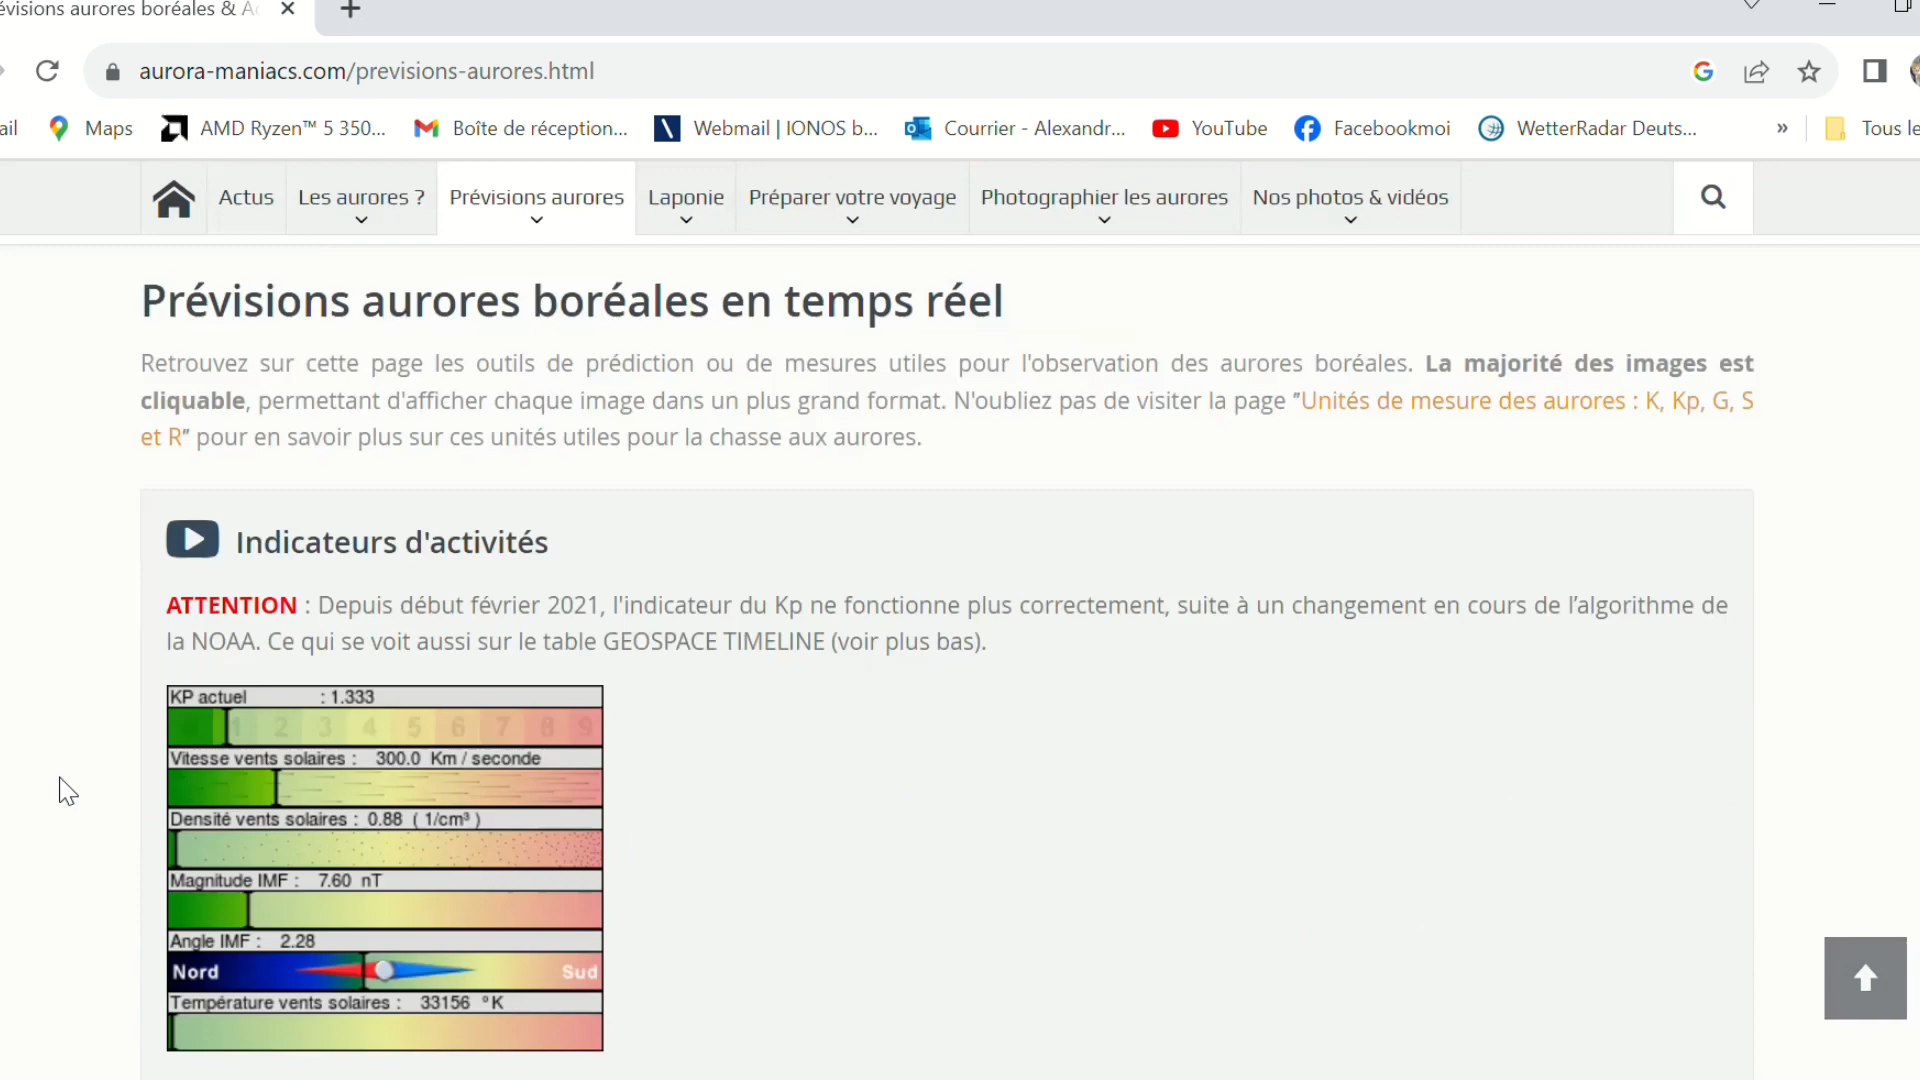 évisions aurores boréales &
aurora-maniacs.com/previsions-aurores.html
ail Maps AMD Ryzen™ 5 350... Boîte de réception... Webmail | IONOS b... Courrier - Alexandr... YouTube Facebookmoi WetterRadar Deuts... » Tous le
Actus Les aurores ? Prévisions aurores Laponie Préparer votre voyage Photographier les aurores Nos photos & vidéos
Prévisions aurores boréales en temps réel
Retrouvez sur cette page les outils de prédiction ou de mesures utiles pour l'observation des aurores boréales. La majorité des images est
cliquable, permettant d'afficher chaque image dans un plus grand format. N'oubliez pas de visiter la page "Unités de mesure des aurores : K, Kp, G, S
et R" pour en savoir plus sur ces unités utiles pour la chasse aux aurores.
Indicateurs d'activités
ATTENTION : Depuis début février 2021, l'indicateur du Kp ne fonctionne plus correctement, suite à un changement en cours de l’algorithme de
la NOAA. Ce qui se voit aussi sur le table GEOSPACE TIMELINE (voir plus bas).
KP actuel : 1.333
1 2 3 4 5 6 7 8 9
Vitesse vents solaires : 300.0 Km / seconde
Densité vents solaires : 0.88 ( 1/cm³ )
Magnitude IMF : 7.60 nT
Angle IMF : 2.28
Nord Sud
Température vents solaires : 33156 °K